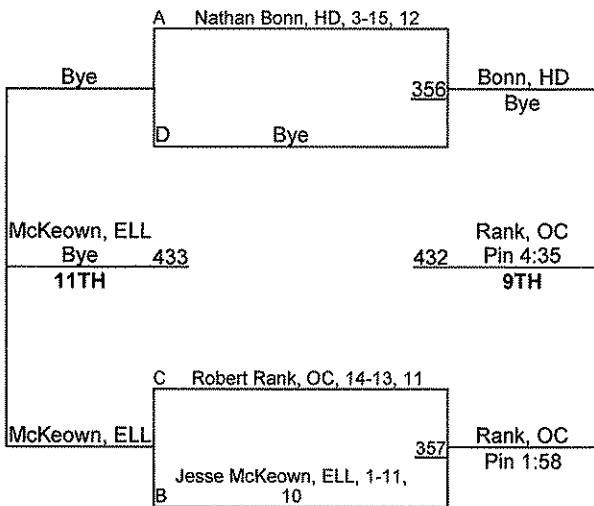 A Nathan Bonn, HD, 3-15, 12
Bye
356
Bonn, HD
Bye
D Bye
McKeown, ELL
Bye 433
11TH
Rank, OC
432 Pin 4:35
9TH
C Robert Rank, OC, 14-13, 11
McKeown, ELL
357
Rank, OC
Pin 1:58
Jesse McKeown, ELL, 1-11,
B 10